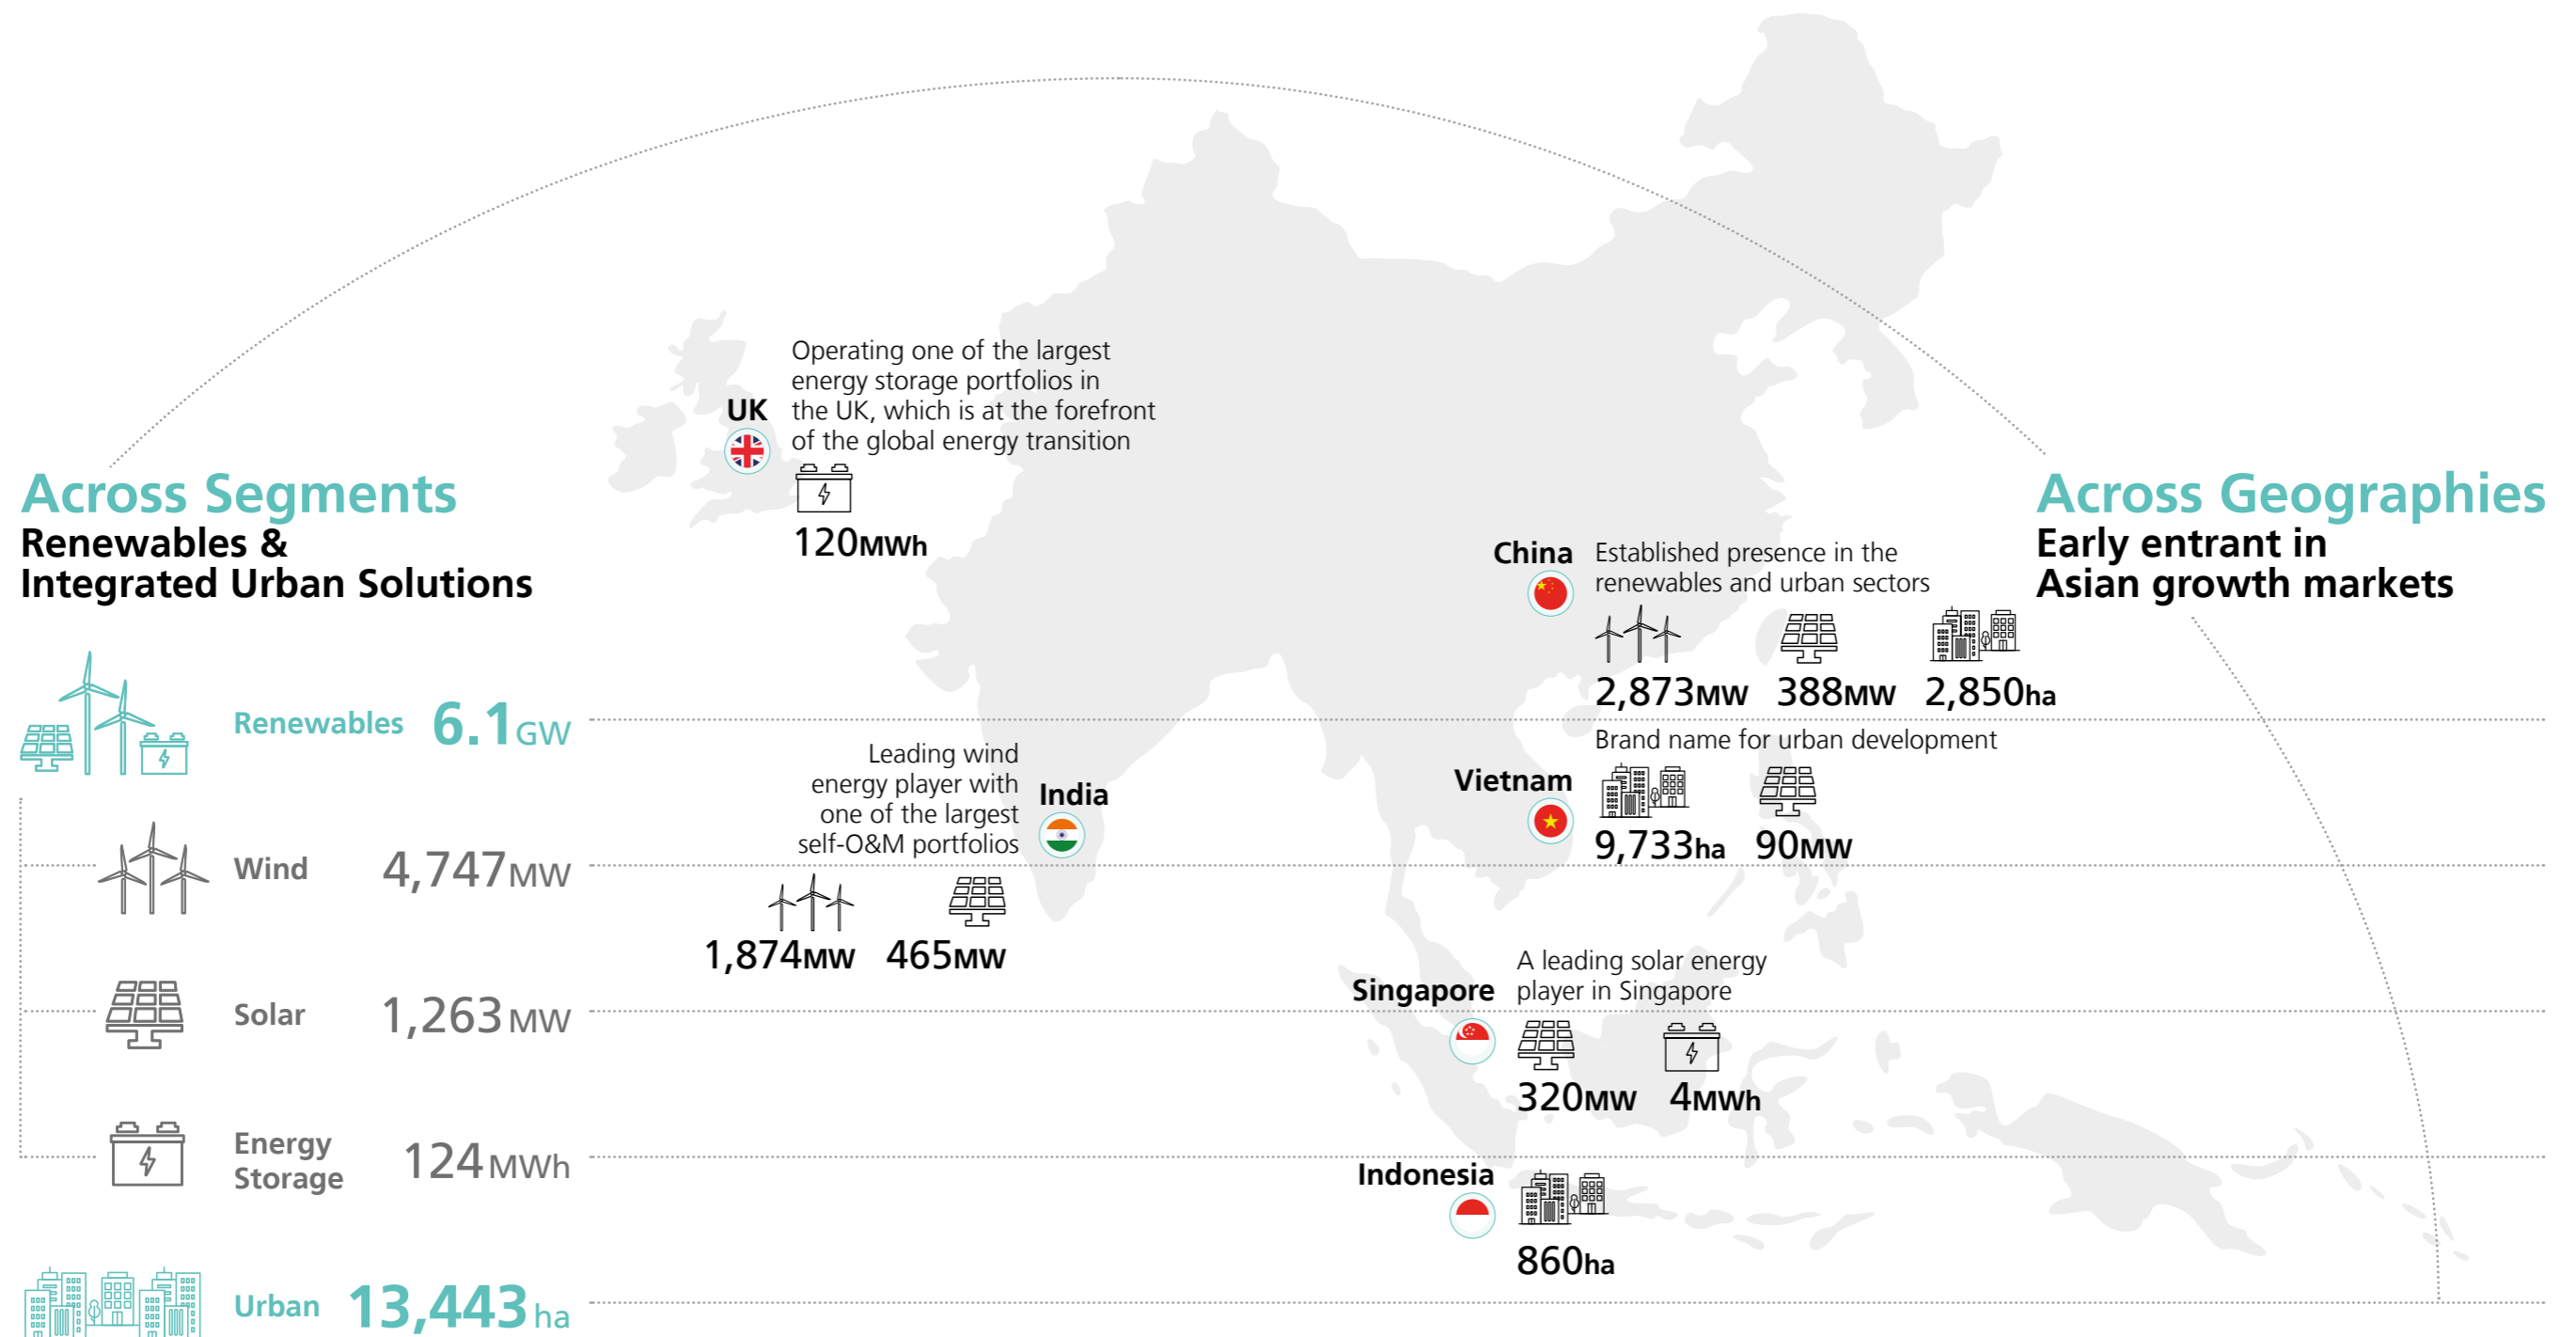 Across Segments
Renewables &
Integrated Urban Solutions
Renewables 6.1GW
Wind 4,747MW
Solar 1,263MW
Energy
Storage
124MWh
Urban 13,443ha
UK
Operating one of the largest
energy storage portfolios in
the UK, which is at the forefront
of the global energy transition
120MWh
Leading wind
energy player with
one of the largest
self-O&M portfolios
India
1,874MW 465MW
China
Established presence in the
renewables and urban sectors
2,873MW 388MW 2,850ha
Vietnam
Brand name for urban development
9,733ha 90MW
Singapore
A leading solar energy
player in Singapore
320MW 4MWh
Indonesia
860ha
Across Geographies
Early entrant in
Asian growth markets